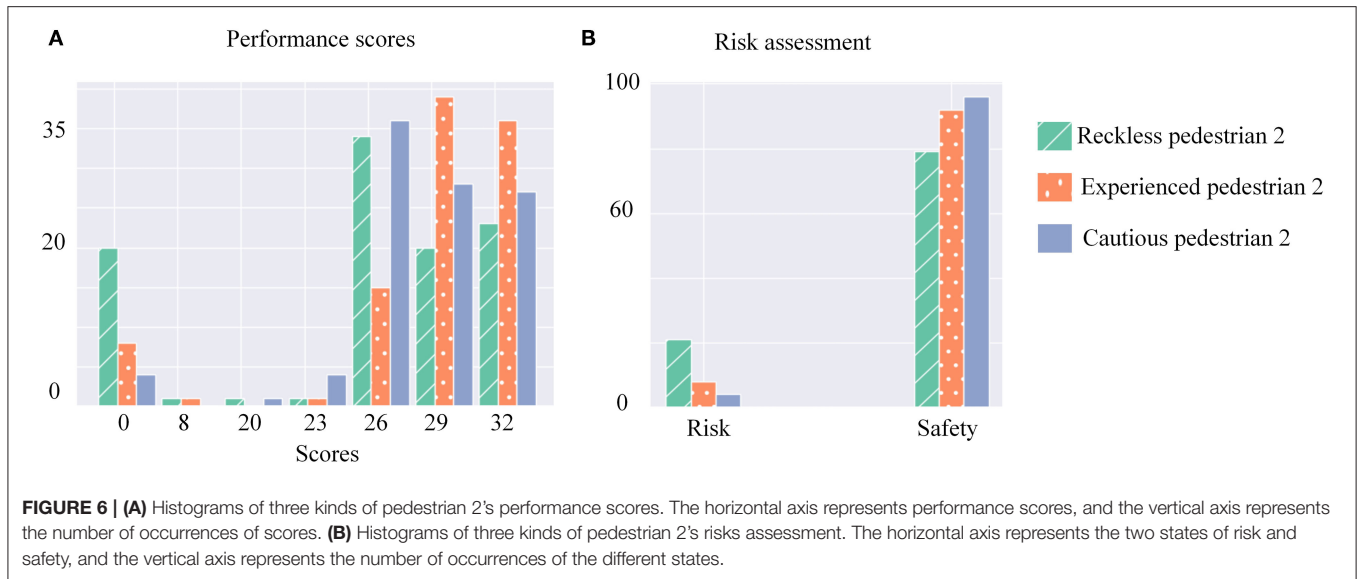 A
Performance scores
35
20
0
0 8 20 23 26 29 32
Scores
B
Risk assessment
100
60
0
Risk Safety
Reckless pedestrian 2
Experienced pedestrian 2
Cautious pedestrian 2
FIGURE 6 | (A) Histograms of three kinds of pedestrian 2's performance scores. The horizontal axis represents performance scores, and the vertical axis represents
the number of occurrences of scores. (B) Histograms of three kinds of pedestrian 2's risks assessment. The horizontal axis represents the two states of risk and
safety, and the vertical axis represents the number of occurrences of the different states.